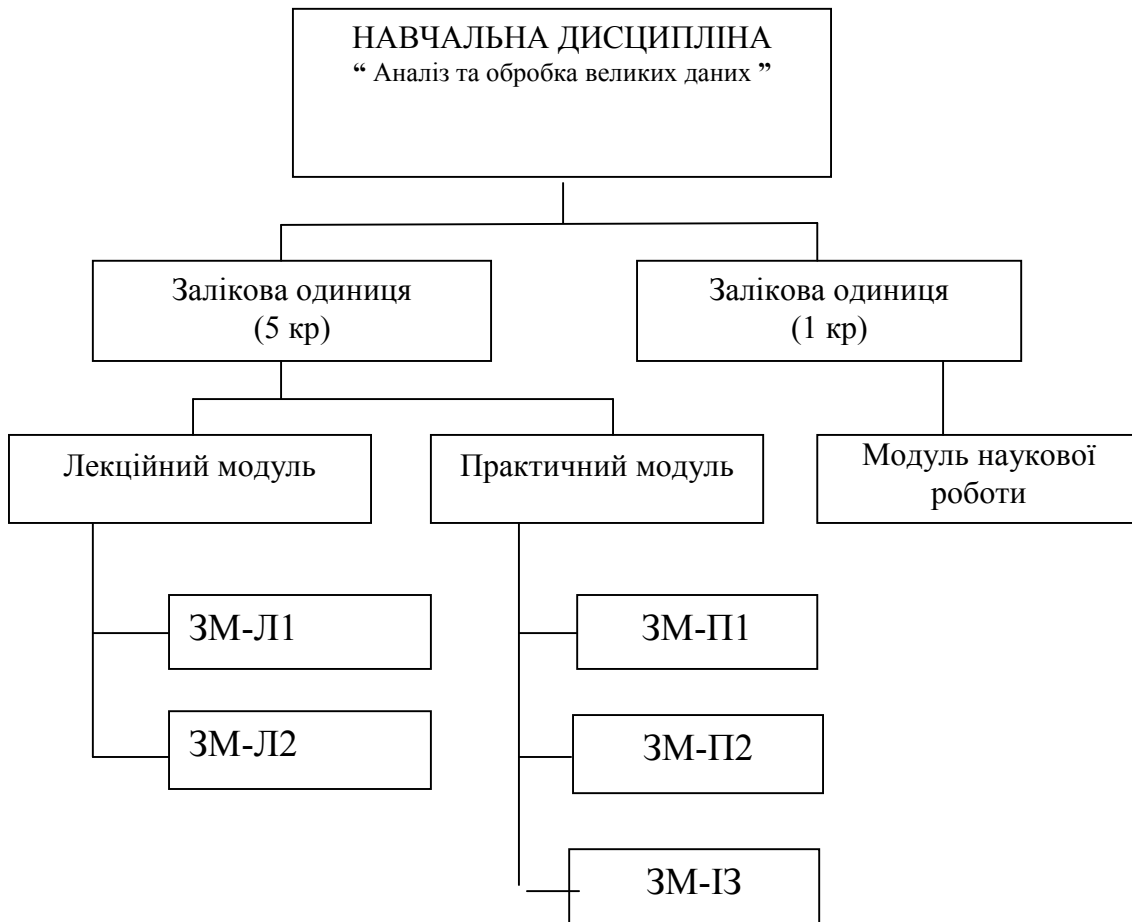 НАВЧАЛЬНА ДИСЦИПЛІНА
“ Аналіз та обробка великих даних ”
Залікова одиниця
(5 кр)
Залікова одиниця
(1 кр)
Лекційний модуль
Практичний модуль
Модуль наукової
роботи
ЗМ-Л1
ЗМ-П1
ЗМ-Л2
ЗМ-П2
ЗМ-ІЗ